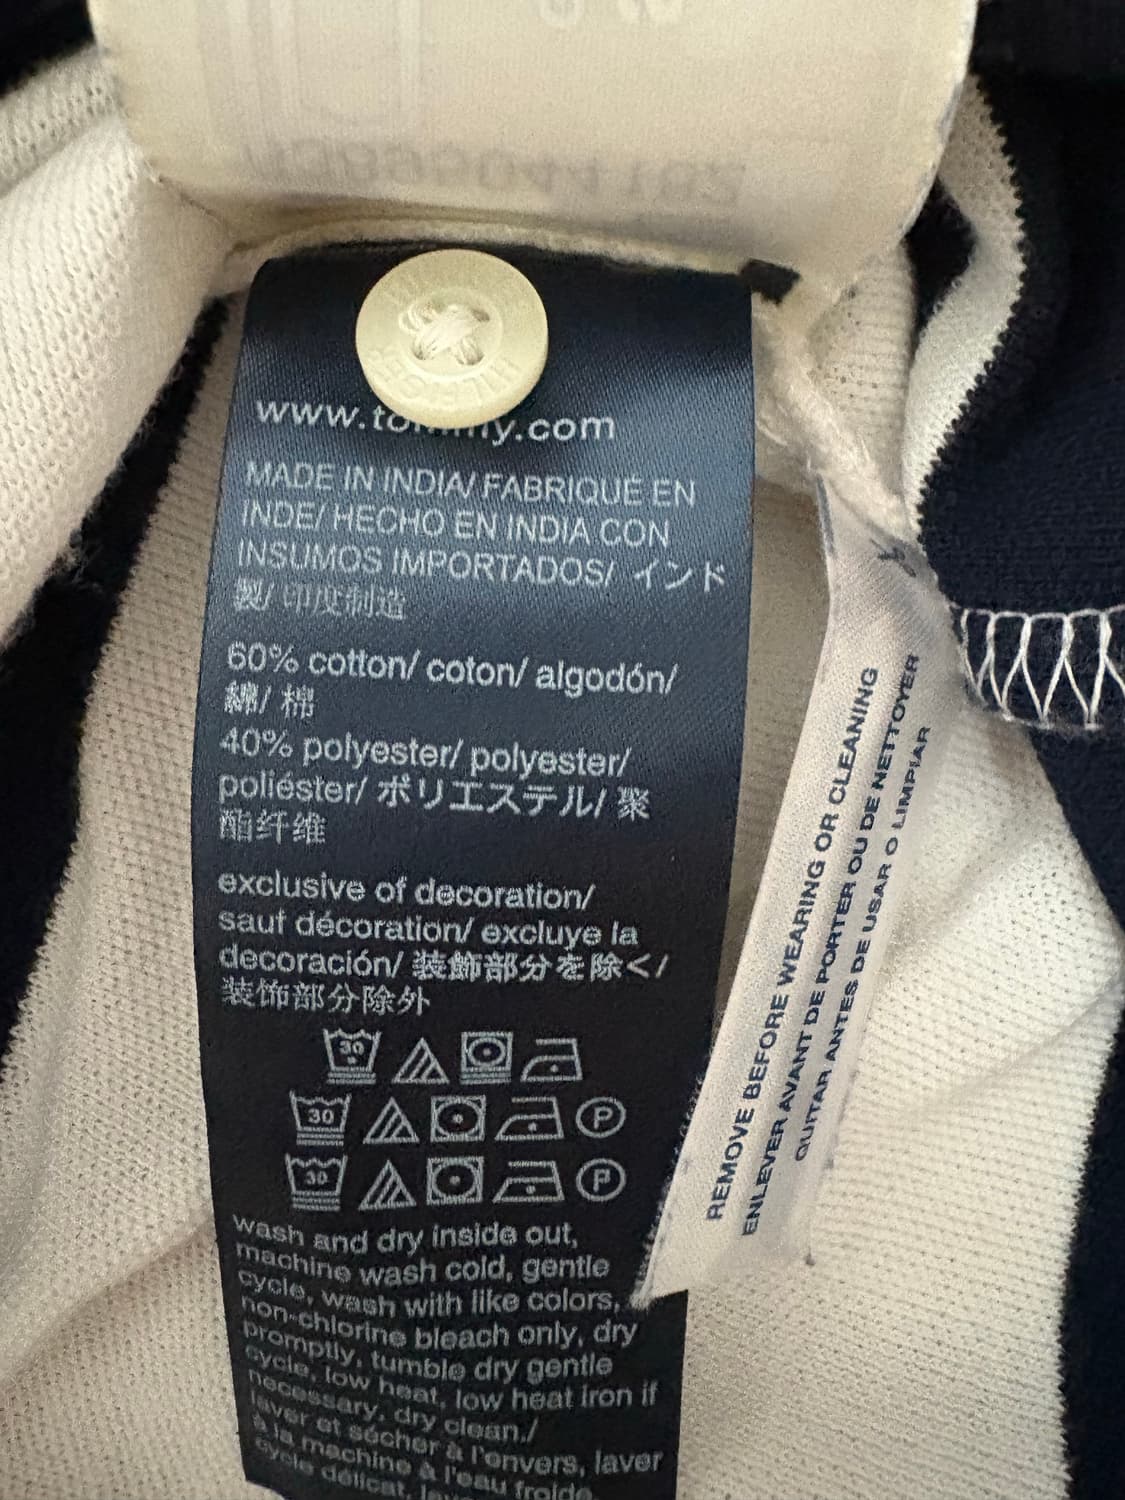 www.tommy.com
MADE IN INDIA/ FABRIQUÉ EN
INDE/ HECHO EN INDIA CON
INSUMOS IMPORTADOS/ インド
製/ 印度制造
60% cotton/ coton/ algodón/
綿/ 棉
40% polyester/ polyester/
poliéster/ ポリエステル/ 聚
酯纤维
exclusive of decoration/
sauf décoration/ excluye la
decoración/ 装飾部分を除く/
装饰部分除外
30
30 P
30 P
wash and dry inside out,
machine wash cold, gentle
cycle, wash with like colors,
non-chlorine bleach only, dry
promptly, tumble dry gentle
cycle, low heat, low heat iron if
necessary, dry clean./
laver et sécher à l'envers, laver
à la machine à l'eau froide
cycle délicat,
REMOVE BEFORE WEARING OR CLEANING
ENLEVER AVANT DE PORTER OU DE NETTOYER
QUITAR ANTES DE USAR O LIMPIAR